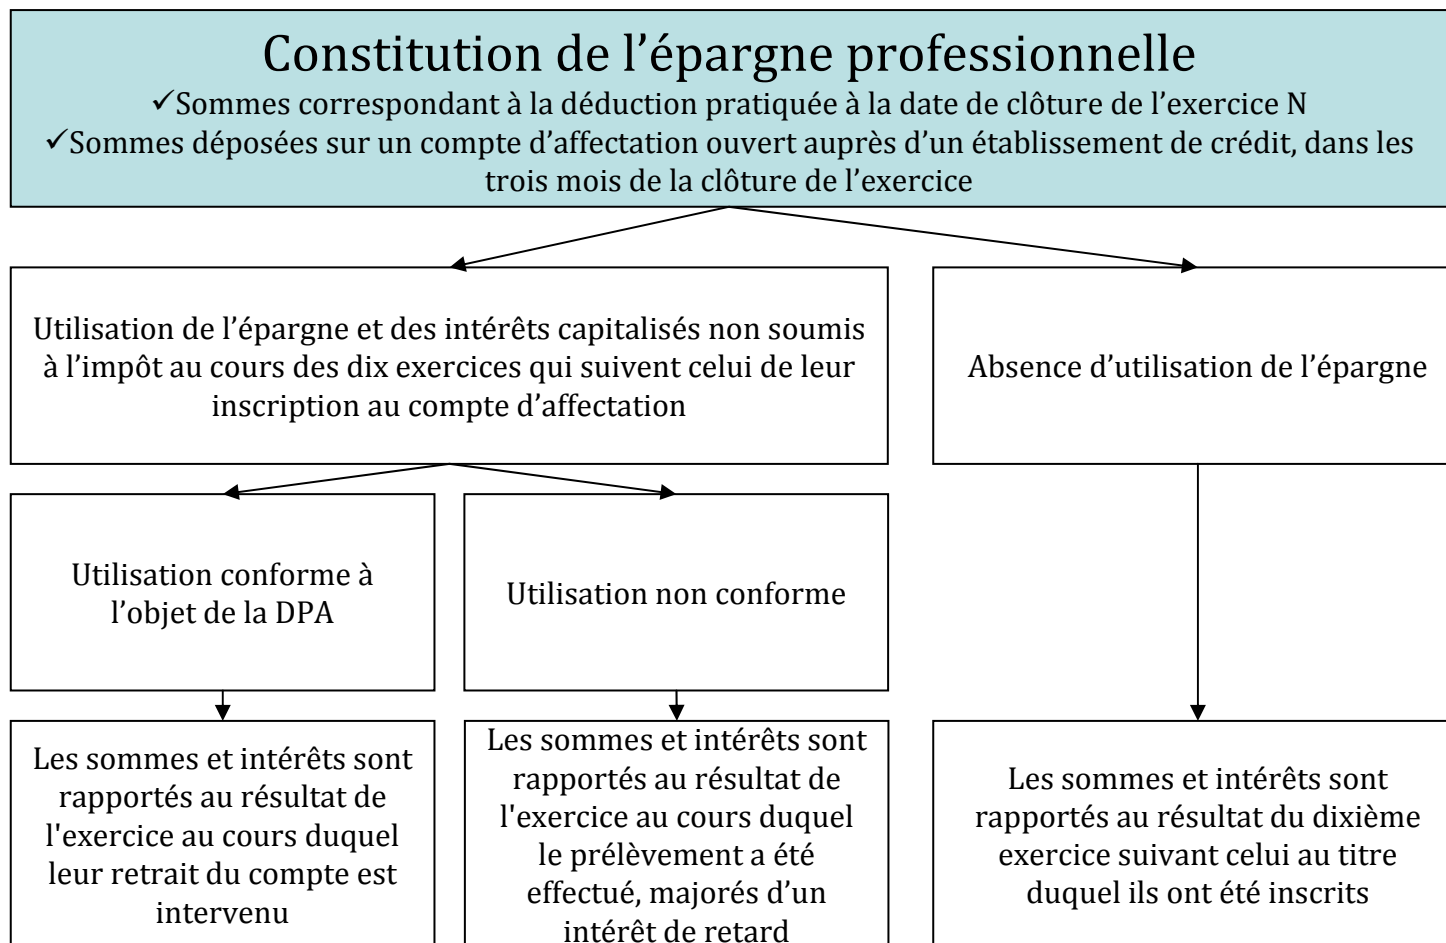 Constitution de l’épargne professionnelle
✓Sommes correspondant à la déduction pratiquée à la date de clôture de l’exercice N
✓Sommes déposées sur un compte d’affectation ouvert auprès d’un établissement de crédit, dans les
trois mois de la clôture de l’exercice
Utilisation de l’épargne et des intérêts capitalisés non soumis
à l’impôt au cours des dix exercices qui suivent celui de leur
inscription au compte d’affectation
Absence d’utilisation de l’épargne
Utilisation conforme à
l’objet de la DPA
Utilisation non conforme
Les sommes et intérêts sont
rapportés au résultat de
l'exercice au cours duquel
leur retrait du compte est
intervenu
Les sommes et intérêts sont
rapportés au résultat de
l'exercice au cours duquel
le prélèvement a été
effectué, majorés d’un
intérêt de retard
Les sommes et intérêts sont
rapportés au résultat du dixième
exercice suivant celui au titre
duquel ils ont été inscrits